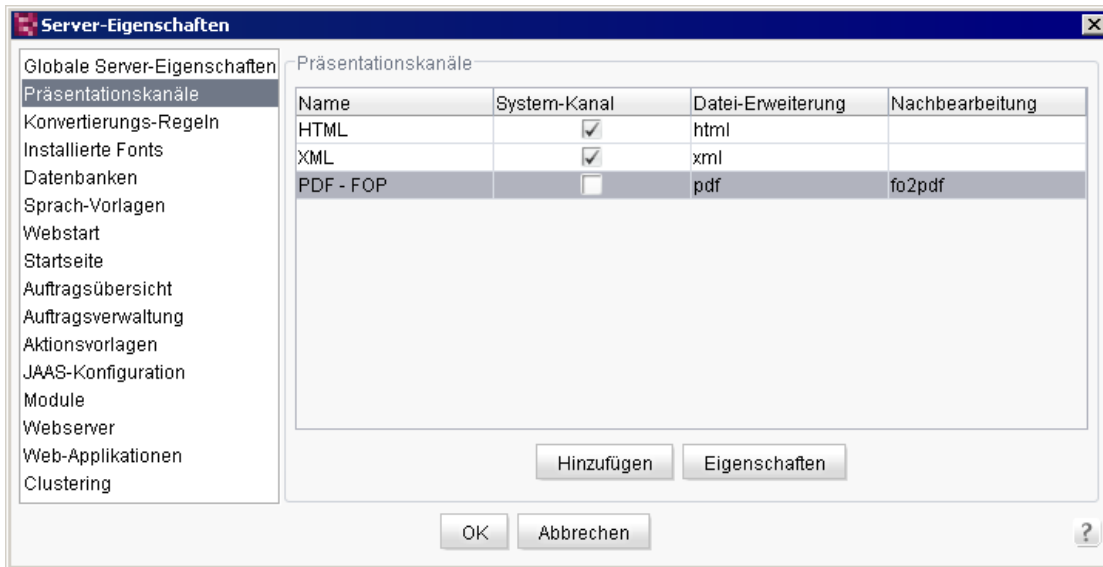 Server-Eigenschaften
Globale Server-Eigenschaften
Präsentationskanäle
Konvertierungs-Regeln
Installierte Fonts
Datenbanken
Sprach-Vorlagen
Webstart
Startseite
Auftragsübersicht
Auftragsverwaltung
Aktionsvorlagen
JAAS-Konfiguration
Module
Webserver
Web-Applikationen
Clustering
Präsentationskanäle
Name System-Kanal Datei-Erweiterung Nachbearbeitung
HTML html
XML xml
PDF - FOP pdf fo2pdf
Hinzufügen Eigenschaften
OK Abbrechen ?